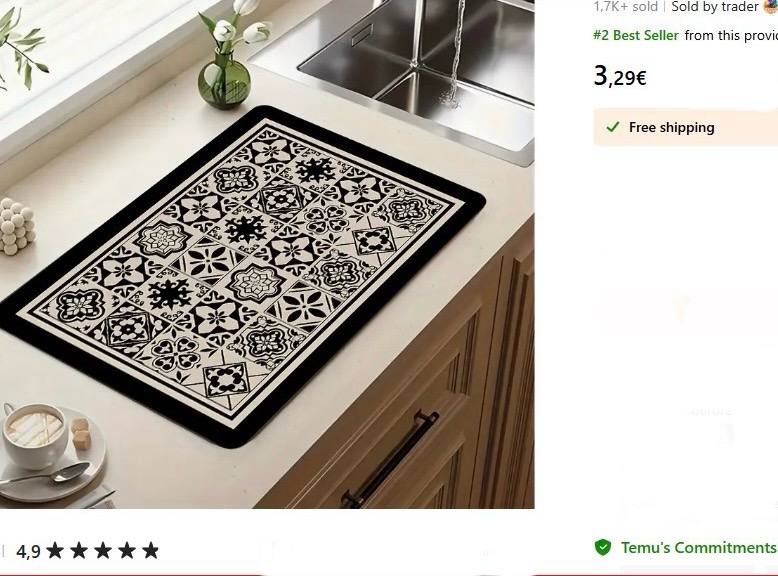 1,7K+ sold | Sold by trader
#2 Best Seller from this provi
3,29€
Free shipping
4,9
Temu's Commitments